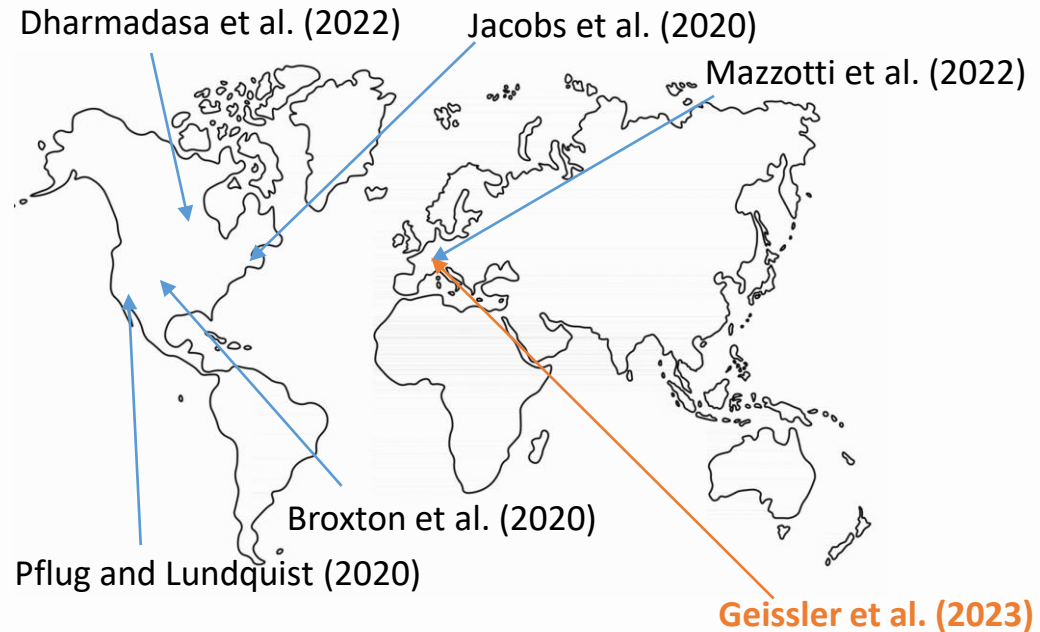 Dharmadasa et al. (2022)
Jacobs et al. (2020)
Mazzotti et al. (2022)
Broxton et al. (2020)
Pflug and Lundquist (2020)
Geissler et al. (2023)